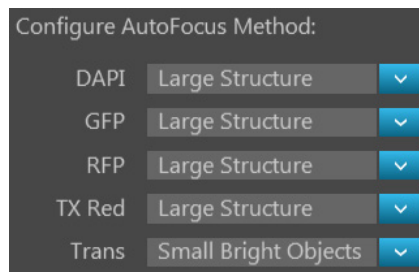 Configure AutoFocus Method:
DAPI Large Structure
GFP Large Structure
RFP Large Structure
TX Red Large Structure
Trans Small Bright Objects